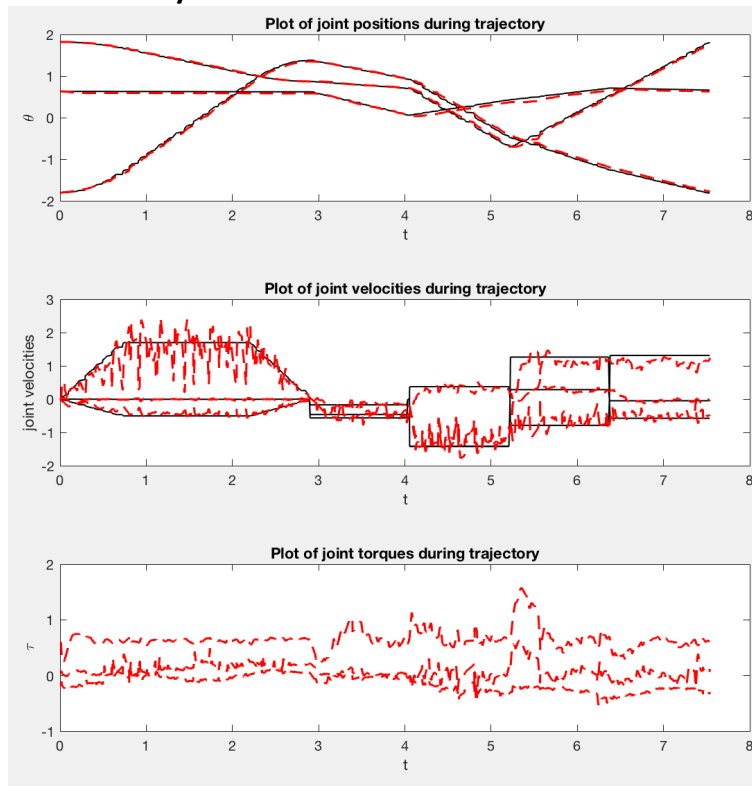 Plot of joint positions during trajectory
2
1
0
-1
-2
θ
0 1 2 3 4 5 6 7 8
t
Plot of joint velocities during trajectory
3
2
1
0
-1
-2
joint velocities
0 1 2 3 4 5 6 7 8
t
Plot of joint torques during trajectory
2
1
0
-1
τ
0 1 2 3 4 5 6 7 8
t